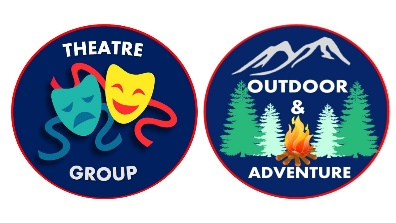 THEATRE
GROUP
OUTDOOR
&
ADVENTURE